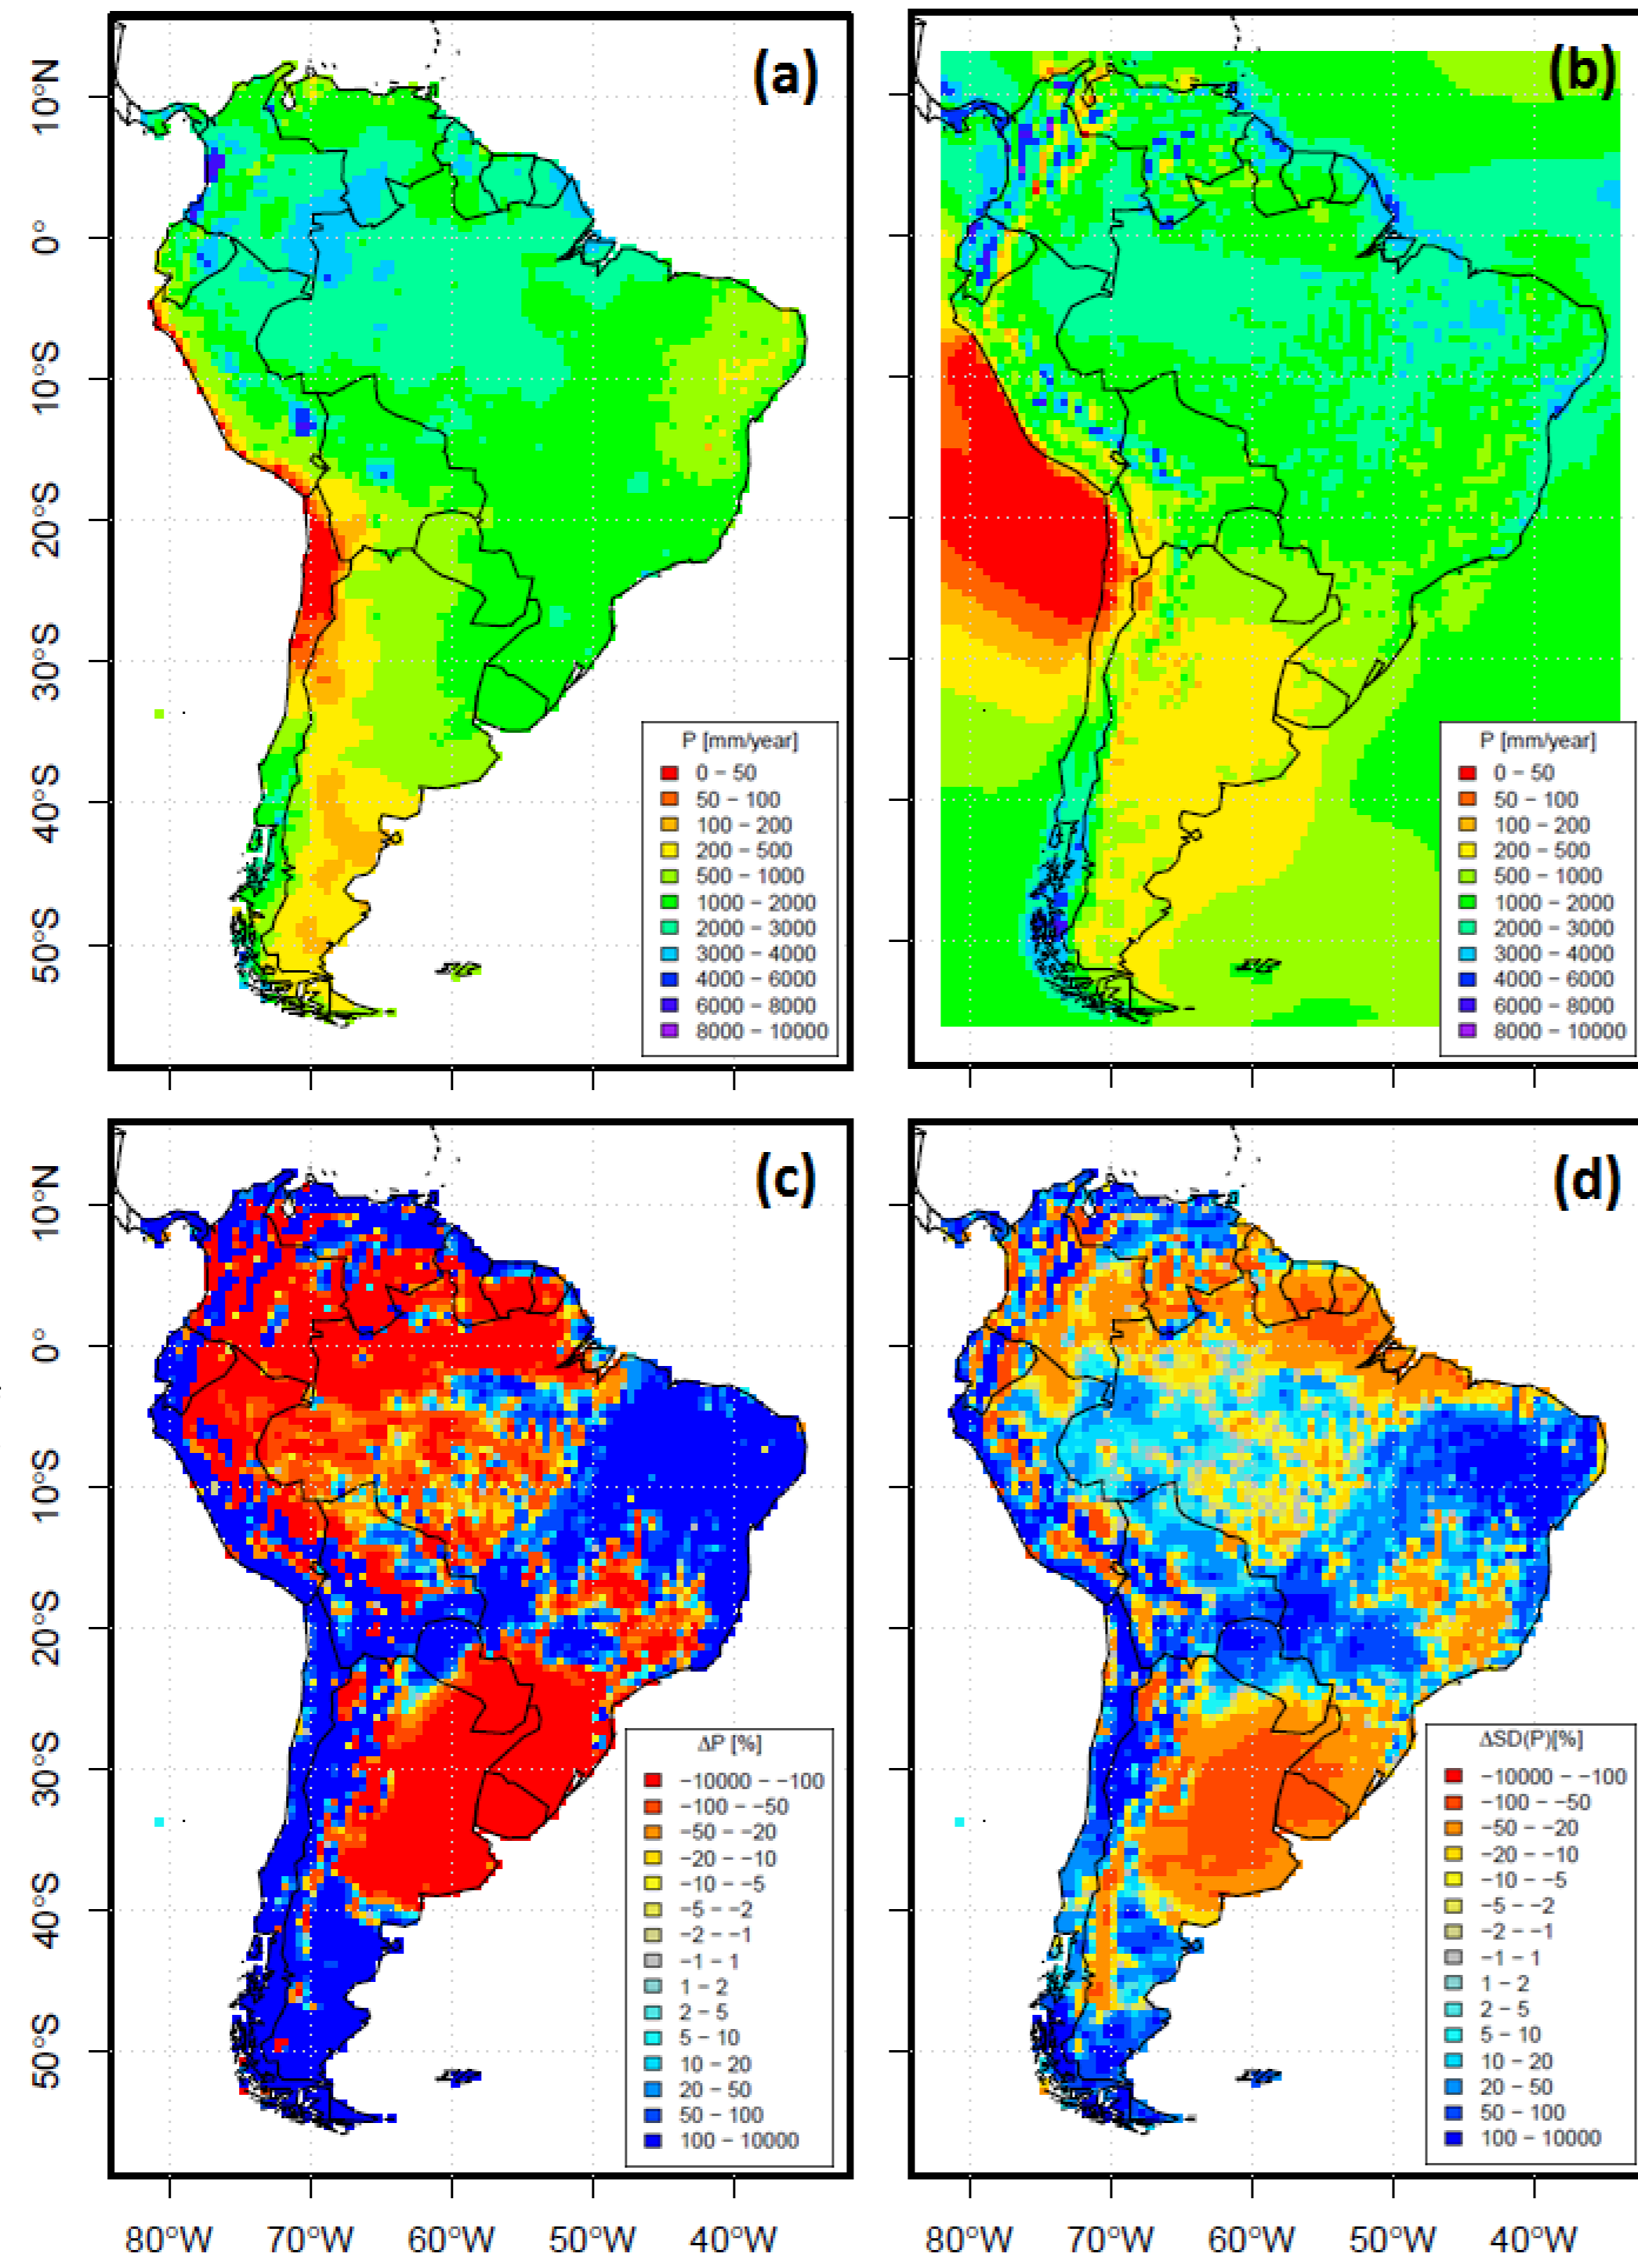 (a)
(b)
10°N
0°
10°S
20°S
30°S
40°S
50°S
P [mm/year]
0 − 50
50 − 100
100 − 200
200 − 500
500 − 1000
1000 − 2000
2000 − 3000
3000 − 4000
4000 − 6000
6000 − 8000
8000 − 10000
P [mm/year]
0 − 50
50 − 100
100 − 200
200 − 500
500 − 1000
1000 − 2000
2000 − 3000
3000 − 4000
4000 − 6000
6000 − 8000
8000 − 10000
(c)
(d)
10°N
0°
10°S
20°S
30°S
40°S
50°S
ΔP [%]
−10000 − −100
−100 − −50
−50 − −20
−20 − −10
−10 − −5
−5 − −2
−2 − −1
−1 − 1
1 − 2
2 − 5
5 − 10
10 − 20
20 − 50
50 − 100
100 − 10000
ΔSD(P)[%]
−10000 − −100
−100 − −50
−50 − −20
−20 − −10
−10 − −5
−5 − −2
−2 − −1
−1 − 1
1 − 2
2 − 5
5 − 10
10 − 20
20 − 50
50 − 100
100 − 10000
80°W 70°W 60°W 50°W 40°W
80°W 70°W 60°W 50°W 40°W